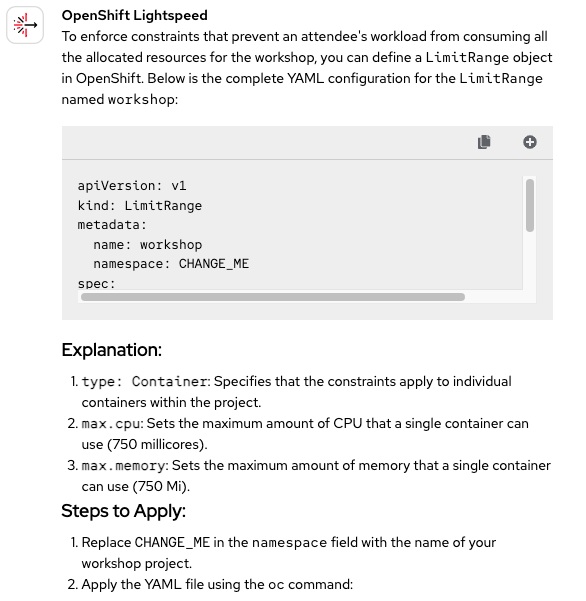 OpenShift Lightspeed
To enforce constraints that prevent an attendee's workload from consuming all
the allocated resources for the workshop, you can define a LimitRange object
in OpenShift. Below is the complete YAML configuration for the LimitRange
named workshop:
apiVersion: v1
kind: LimitRange
metadata:
  name: workshop
  namespace: CHANGE_ME
spec:
Explanation:
1. type: Container: Specifies that the constraints apply to individual
containers within the project.
2. max.cpu: Sets the maximum amount of CPU that a single container can
use (750 millicores).
3. max.memory: Sets the maximum amount of memory that a single container
can use (750 Mi).
Steps to Apply:
1. Replace CHANGE_ME in the namespace field with the name of your
workshop project.
2. Apply the YAML file using the oc command: